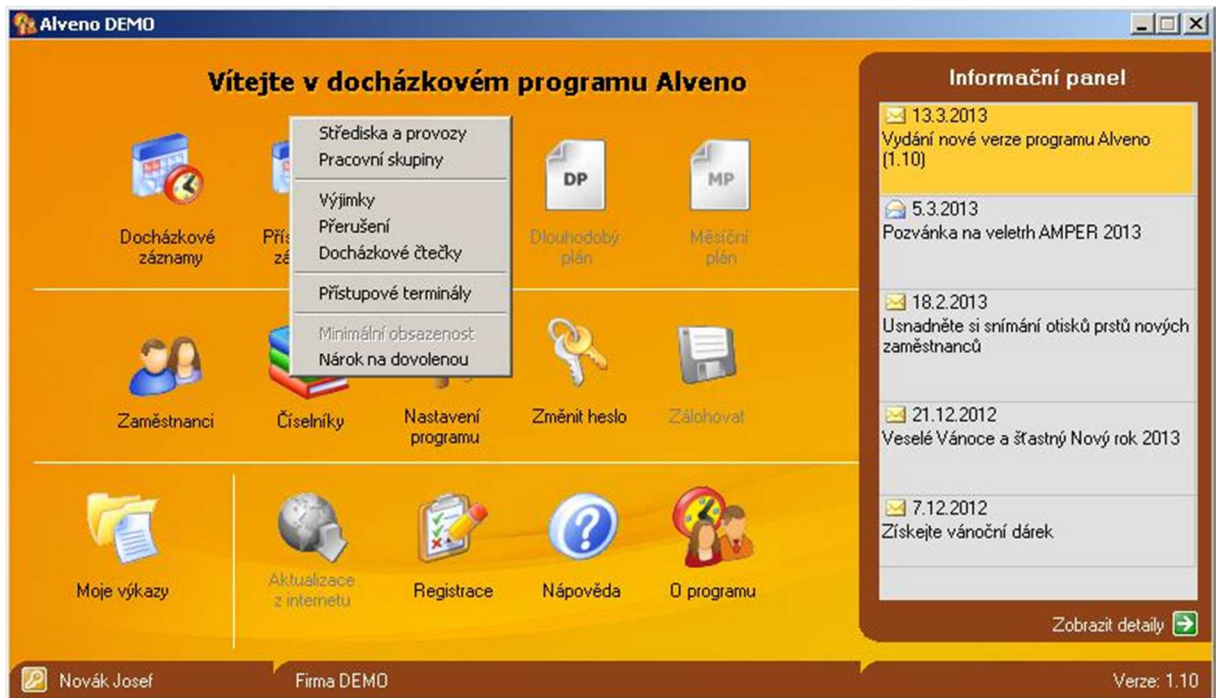 Alveno DEMO
Vítejte v docházkovém programu Alveno
Docházkové
záznamy
Střediska a provozy
Pracovní skupiny
Výjimky
Přerušení
Docházkové čtečky
Přístupové terminály
Minimální obsazenost
Nárok na dovolenou
DP
Dlouhodobý
plán
MP
Měsíční
plán
Zaměstnanci
Číselníky
Nastavení
programu
Změnit heslo
Zálohovat
Moje výkazy
Aktualizace
z internetu
Registrace
Nápověda
O programu
Informační panel
13.3.2013
Vydání nové verze programu Alveno
(1.10)
5.3.2013
Pozvánka na veletrh AMPER 2013
18.2.2013
Usnadněte si snímání otisků prstů nových
zaměstnanců
21.12.2012
Veselé Vánoce a šťastný Nový rok 2013
7.12.2012
Získejte vánoční dárek
Zobrazit detaily
Novák Josef
Firma DEMO
Verze: 1.10